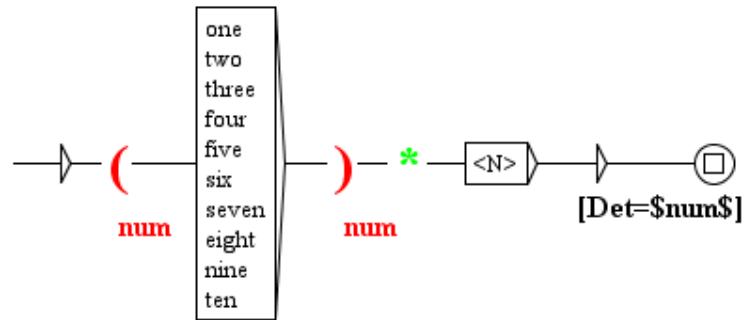 one
two
three
four
five
six
seven
eight
nine
ten
( ) * <N>
num num
[Det=$num$]